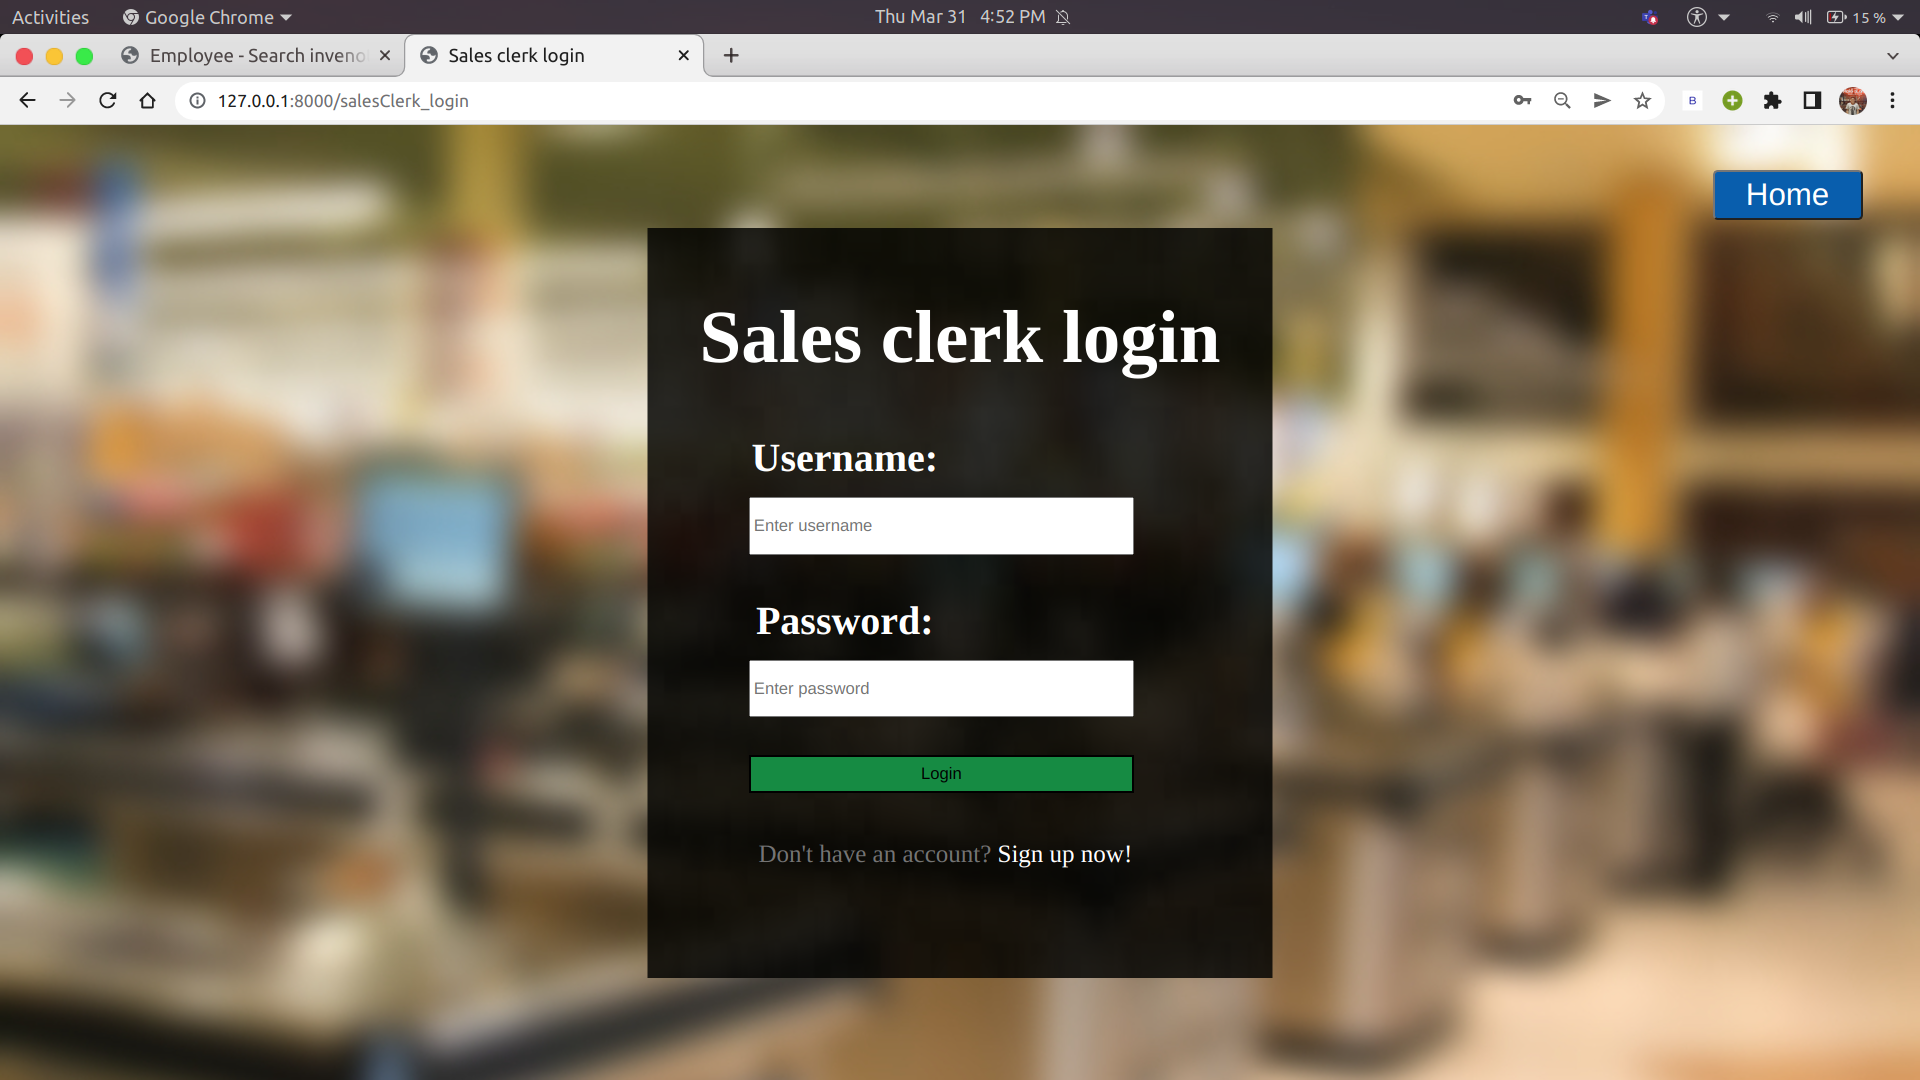 Activities Google Chrome Thu Mar 31 4:52 PM 15 %
Employee - Search inveno Sales clerk login
127.0.0.1:8000/salesClerk_login B
Home
Sales clerk login
Username:
Enter username
Password:
Enter password
Login
Don't have an account? Sign up now!